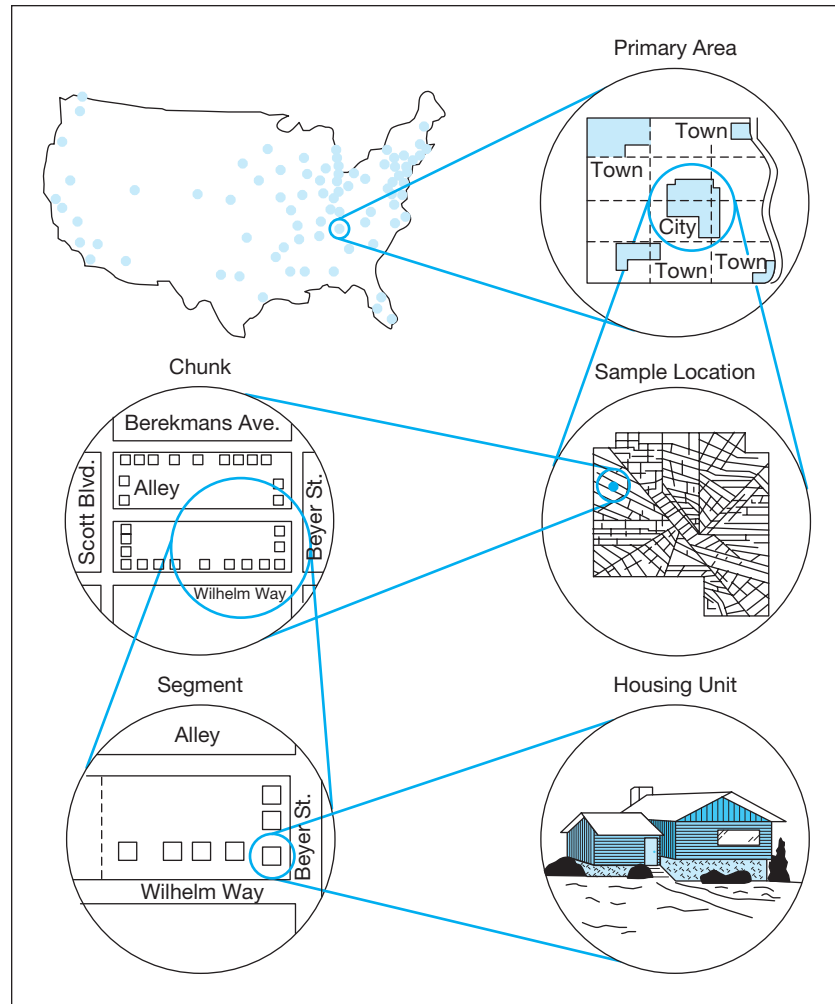 Primary Area
Town
Town
City
Town
Town
Chunk
Sample Location
Berekmans Ave.
Scott Blvd.
Alley
Beyer St.
Wilhelm Way
Segment
Housing Unit
Alley
Beyer St.
Wilhelm Way